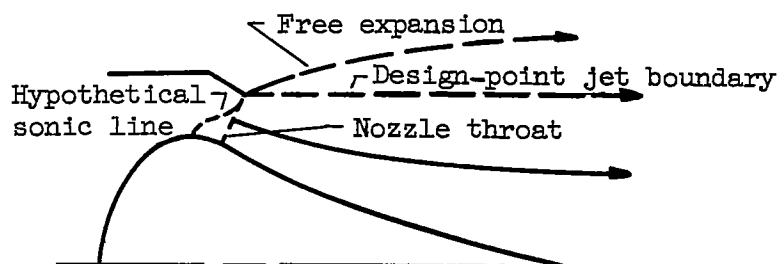 Free expansion
Design-point jet boundary
Hypothetical
sonic line
Nozzle throat